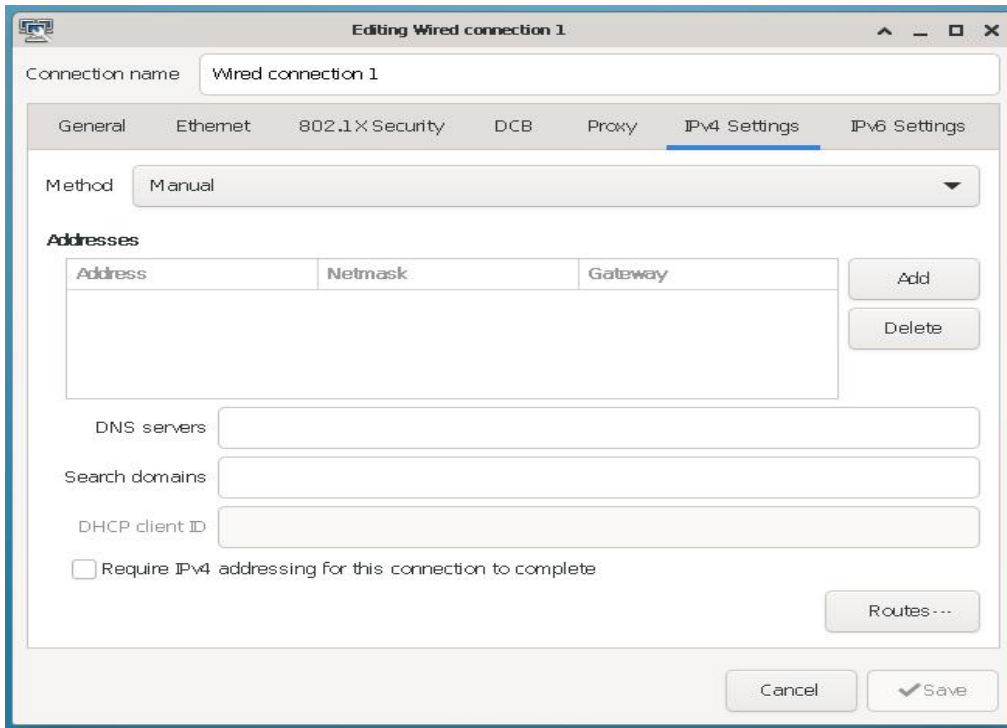 Editing Wired connection 1
Connection name Wired connection 1
General Ethernet 802.1X Security DCB Proxy IPv4 Settings IPv6 Settings
Method Manual
Addresses
Address Netmask Gateway
Add
Delete
DNS servers
Search domains
DHCP client ID
Require IPv4 addressing for this connection to complete
Routes...
Cancel Save